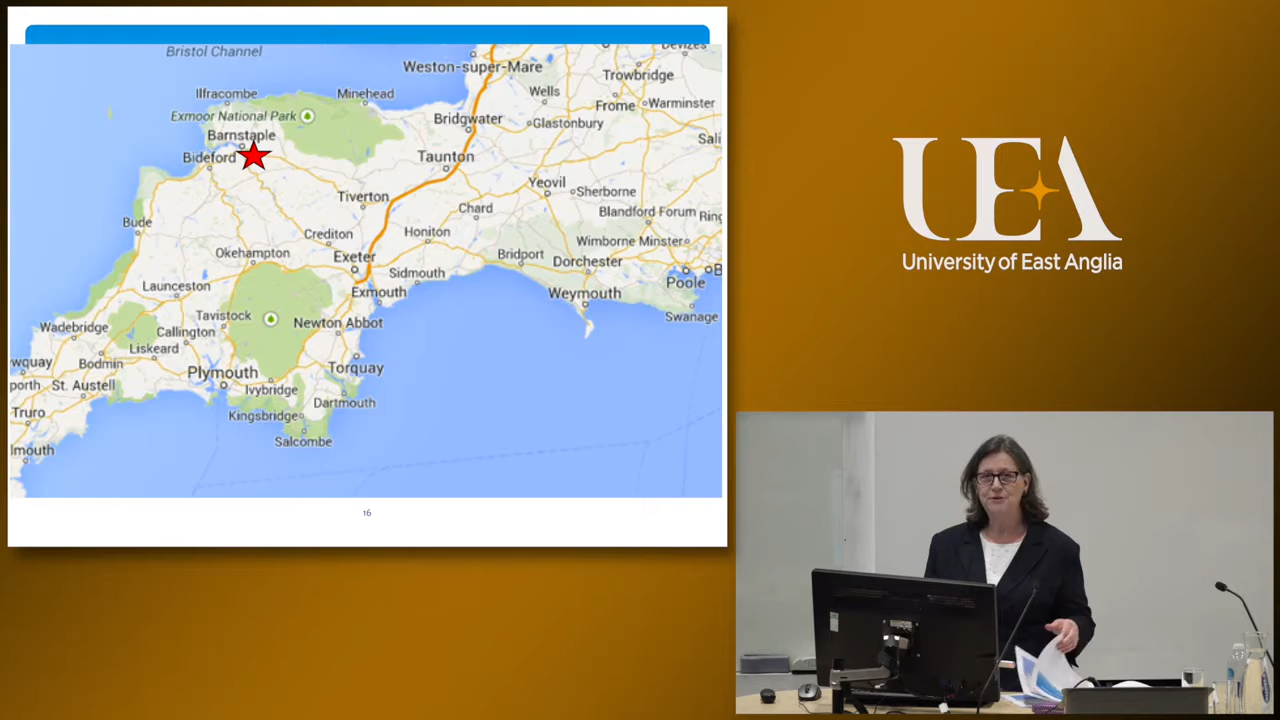 Bristol Channel
Devizes
Weston-super-Mare
Trowbridge
Ilfracombe
Minehead
Wells
Frome
Warminster
Exmoor National Park
Bridgwater
Glastonbury
Barnstaple
Sali
Bideford
Taunton
Yeovil
Sherborne
Tiverton
Chard
Blandford Forum
Ring
Bude
Crediton
Honiton
Wimborne Minster
Okehampton
Exeter
Bridport
Dorchester
B
Sidmouth
Launceston
Exmouth
Weymouth
Poole
Tavistock
Newton Abbot
Swanage
Wadebridge
Callington
Liskeard
wquay
Bodmin
Plymouth
Torquay
porth
St. Austell
Ivybridge
Dartmouth
Truro
Kingsbridge
Salcombe
lmouth
16
UEA
University of East Anglia